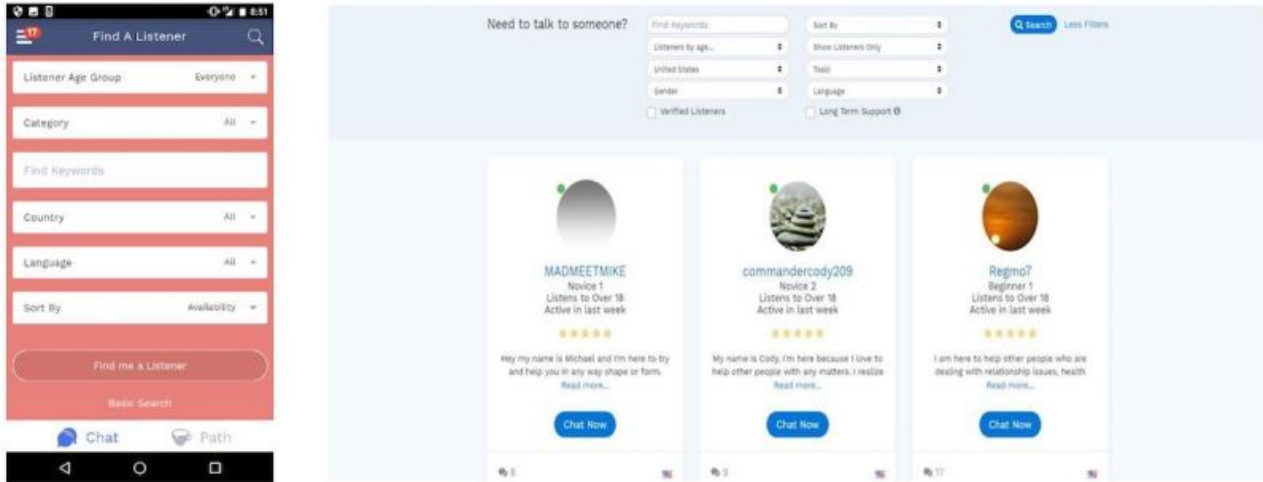 8:51
17
Find A Listener
Listener Age Group Everyone
Category All
Find Keywords
Country All
Language All
Sort By Availability
Find me a Listener
Basic Search
Chat Path
Need to talk to someone?
Find Keywords Sort By
Search Less Filters
Listeners by age... Show Listeners Only
United States Topic
Gender Language
Verified Listeners Long Term Support
MADMEETMIKE
Novice 1
Listens to Over 18
Active in last week
Hey my name is Michael and I'm here to try
and help you in any way shape or form.
Read more...
Chat Now
8
commandercody209
Novice 2
Listens to Over 18
Active in last week
My name is Cody. I'm here because I love to
help other people with any matters. I realize
Read more...
Chat Now
9
Regmo7
Beginner 1
Listens to Over 18
Active in last week
I am here to help other people who are
dealing with relationship issues, health
Read more...
Chat Now
17